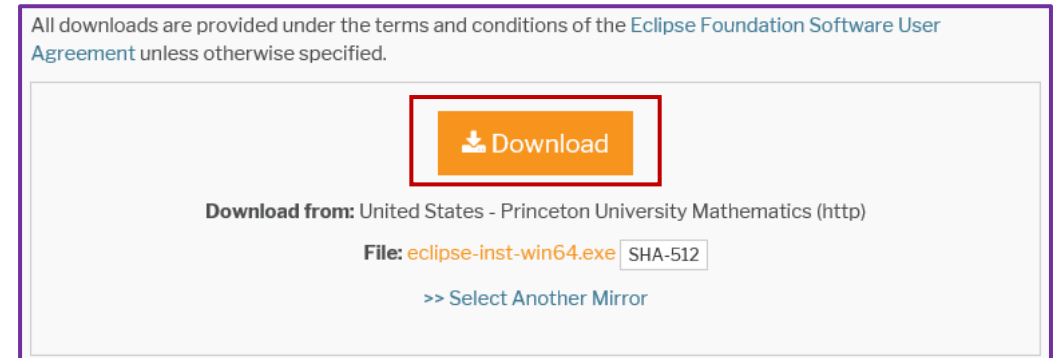 All downloads are provided under the terms and conditions of the Eclipse Foundation Software User
Agreement unless otherwise specified.
Download
Download from: United States - Princeton University Mathematics (http)
File: eclipse-inst-win64.exe SHA-512
>> Select Another Mirror